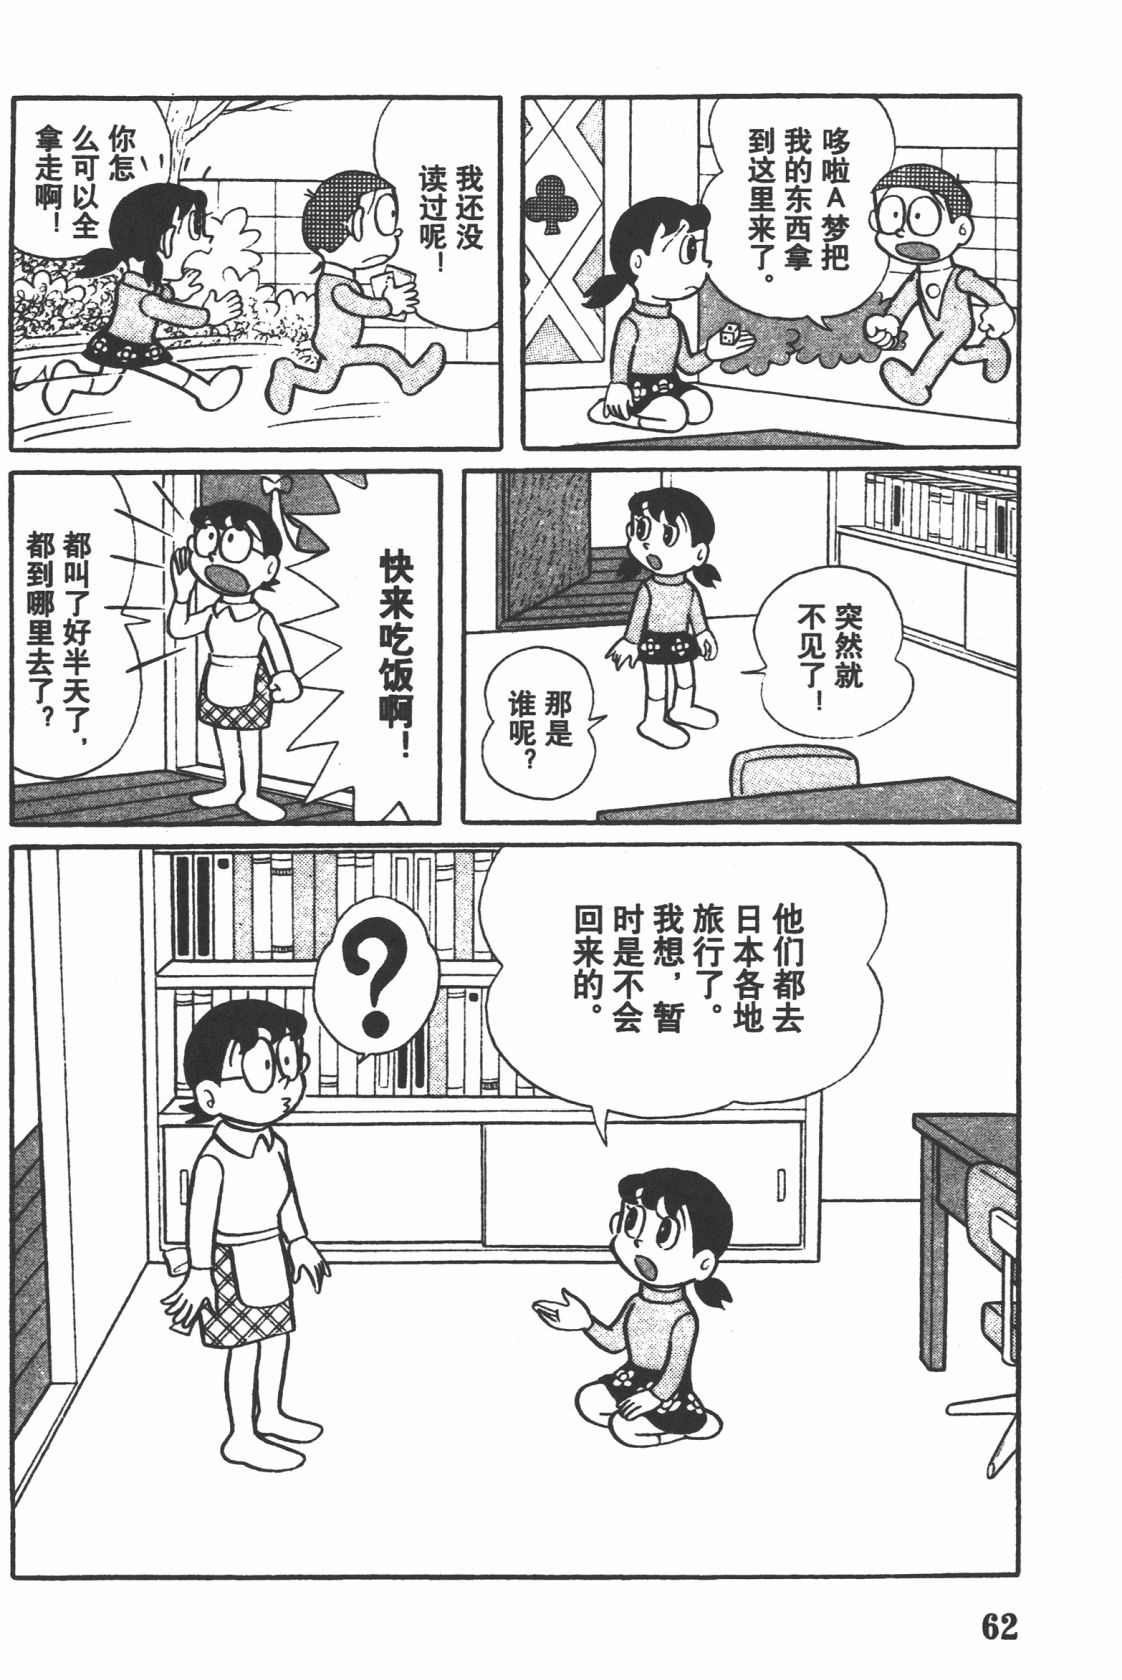 哆啦A梦把
我的东西拿
到这里来了。
我还没
读过呢！
你怎
么可以全
拿走啊！
突然就
不见了！
那是
谁呢？
快来吃饭啊！
都叫了好半天了，
都到哪里去了？
他们都去
日本各地
旅行了。
我想，暂
时是不会
回来的。
？
62